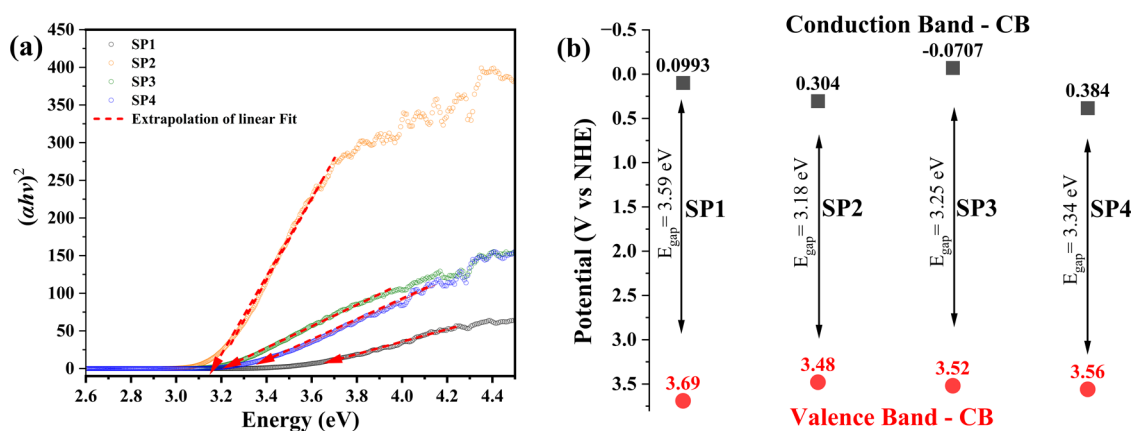 (a)
450
400
350
300
250
200
150
100
50
0
(ahv)²
SP1
SP2
SP3
SP4
Extrapolation of linear Fit
2.6 2.8 3.0 3.2 3.4 3.6 3.8 4.0 4.2 4.4
Energy (eV)
(b)
Conduction Band - CB
−0.5
0.0
0.5
1.0
1.5
2.0
2.5
3.0
3.5
Potential (V vs NHE)
0.0993
0.304
-0.0707
0.384
E_gap= 3.59 eV
SP1
E_gap= 3.18 eV
SP2
E_gap= 3.25 eV
SP3
E_gap= 3.34 eV
SP4
3.69
3.48
3.52
3.56
Valence Band - CB